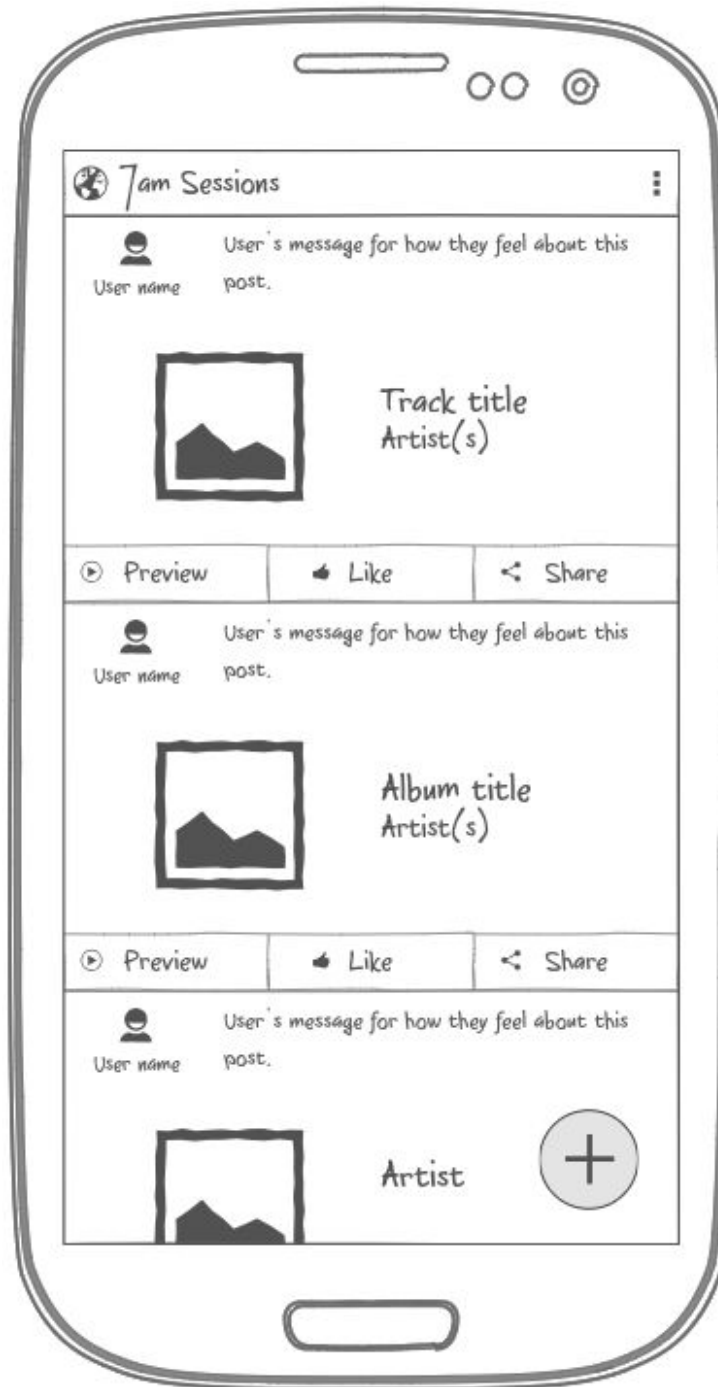 7am Sessions
User's message for how they feel about this
User name
post.
Track title
Artist(s)
Preview
Like
Share
User's message for how they feel about this
User name
post.
Album title
Artist(s)
Preview
Like
Share
User's message for how they feel about this
User name
post.
Artist